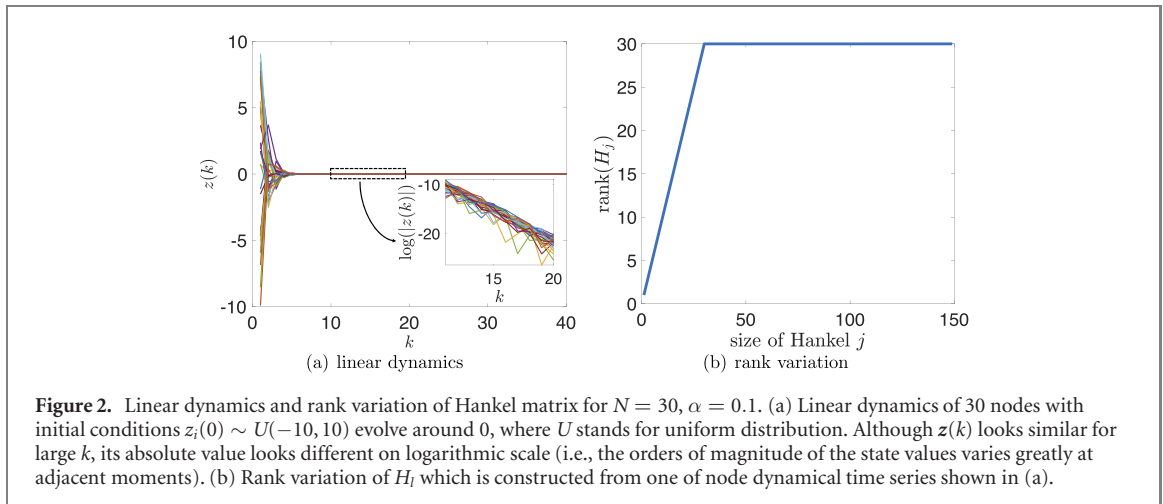 10
5
0
-5
-10
z(k)
0
10
20
30
40
k
-10
-20
log(|z(k)|)
15
20
k
(a) linear dynamics
30
25
20
15
10
5
0
rank(H_j)
0
50
100
150
size of Hankel j
(b) rank variation
Figure 2. Linear dynamics and rank variation of Hankel matrix for N = 30, α = 0.1. (a) Linear dynamics of 30 nodes with
initial conditions z_i(0) ∼ U(−10, 10) evolve around 0, where U stands for uniform distribution. Although z(k) looks similar for
large k, its absolute value looks different on logarithmic scale (i.e., the orders of magnitude of the state values varies greatly at
adjacent moments). (b) Rank variation of H_l which is constructed from one of node dynamical time series shown in (a).